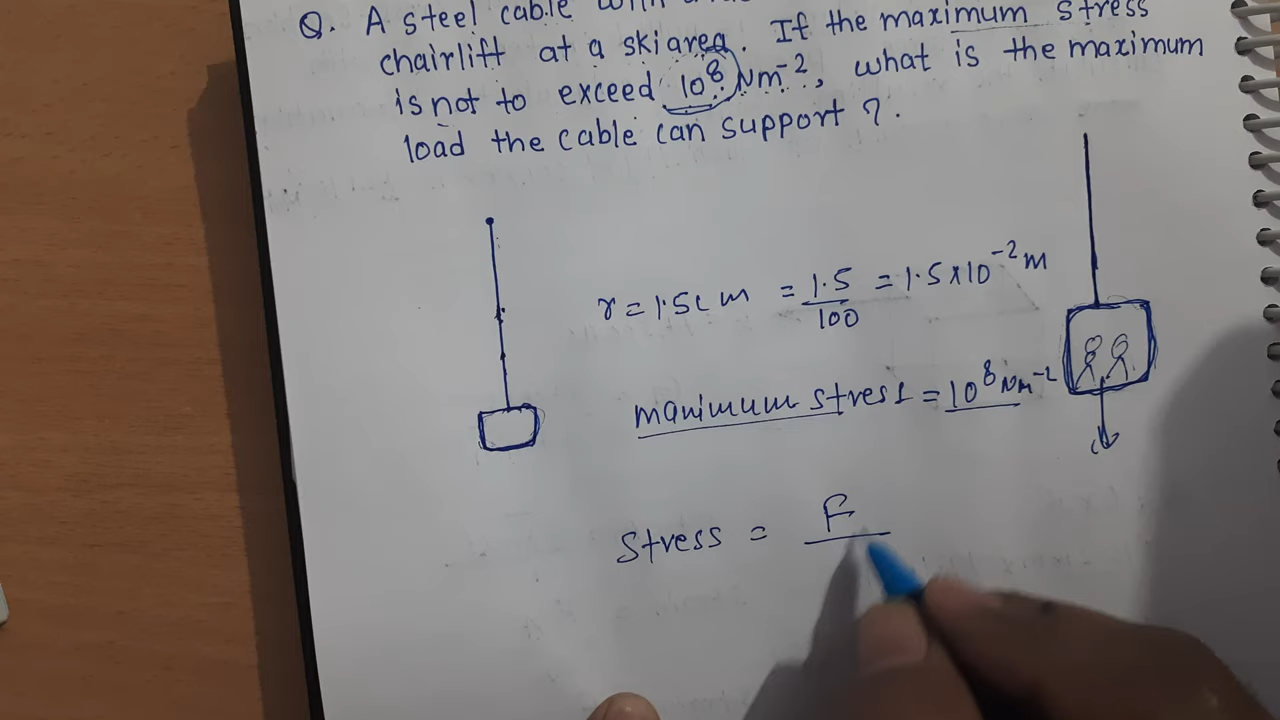 Q. A steel cable
chairlift at a ski area. If the maximum stress
is not to exceed 10⁸ Nm⁻², what is the maximum
load the cable can support ?.
r = 1.5cm = 1.5/100 = 1.5×10⁻² m
maximum stress = 10⁸ Nm⁻²
Stress = F